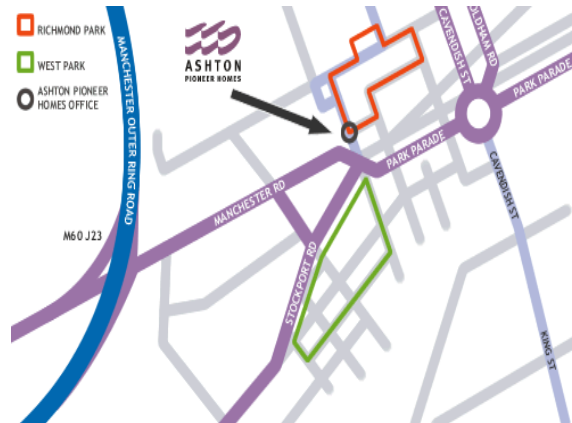 RICHMOND PARK
WEST PARK
ASHTON PIONEER
HOMES OFFICE
ASHTON
PIONEER HOMES
MANCHESTER OUTER RING ROAD
M60 J23
MANCHESTER RD
STOCKPORT RD
PARK PARADE
CAVENDISH ST
OLDHAM RD
PARK PARADE
CAVENDISH ST
KING ST